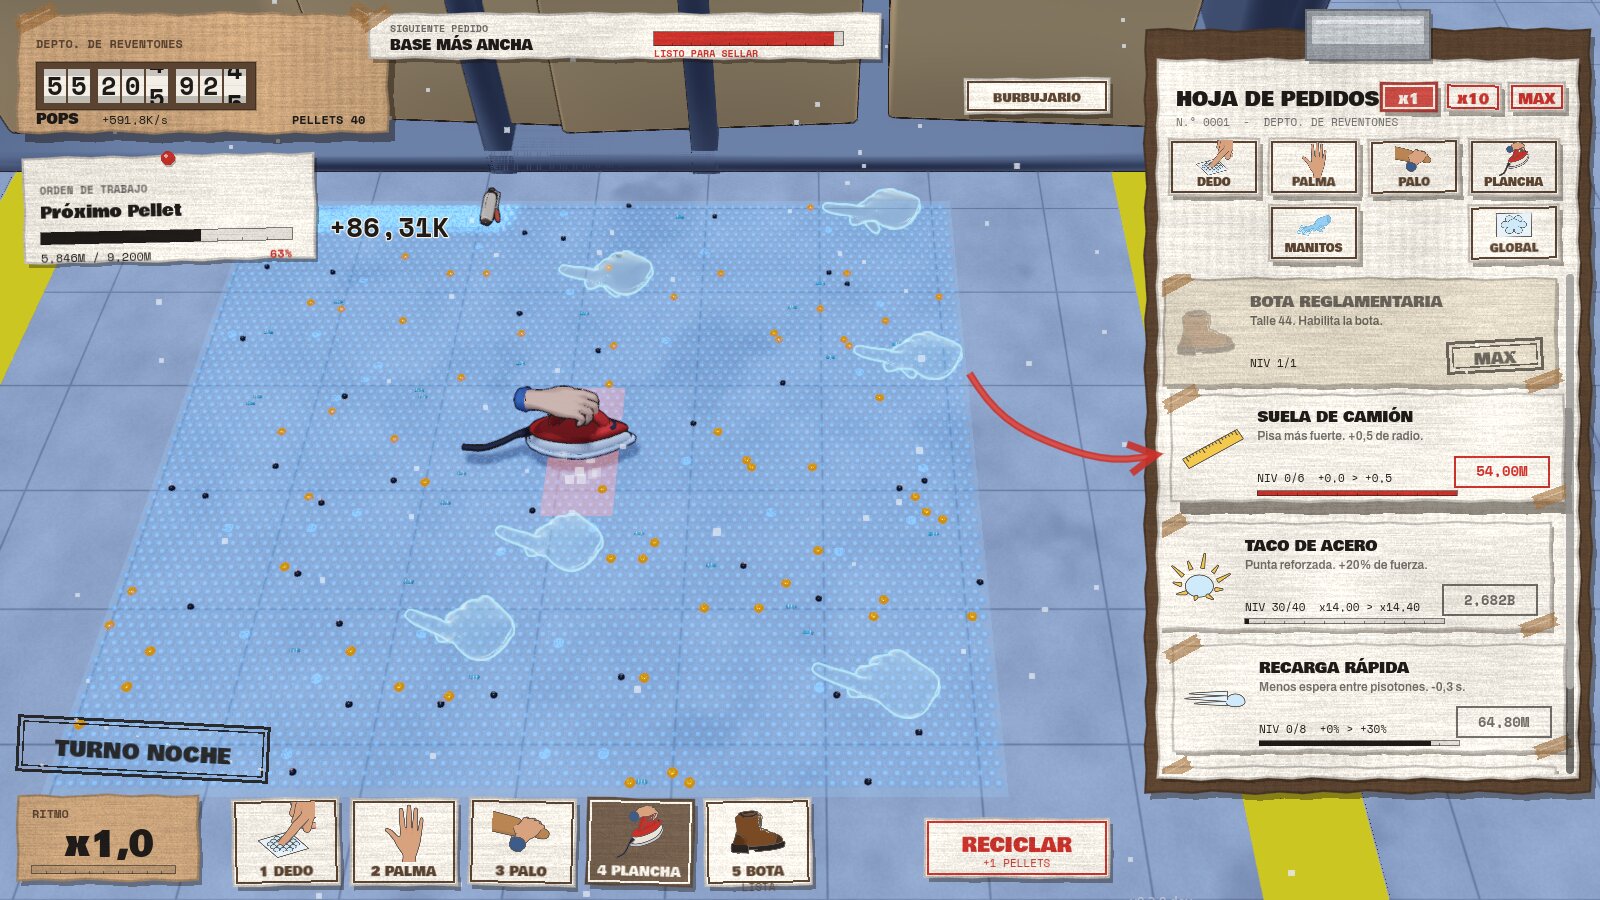 DEPTO. DE REVENTONES
55 20 5 92
POPS +591.8K/s PELLETS 40
SIGUIENTE PEDIDO
BASE MÁS ANCHA
LISTO PARA SELLAR
BURBUJARIO
ORDEN DE TRABAJO
Próximo Pellet
5.846M / 9.200M 63%
+86,31K
HOJA DE PEDIDOS x1 x10 MAX
N.° 0001 - DEPTO. DE REVENTONES
DEDO PALMA PALO PLANCHA
MANITOS GLOBAL
BOTA REGLAMENTARIA
Talle 44. Habilita la bota.
NIV 1/1 MAX
SUELA DE CAMIÓN
Pisa más fuerte. +0,5 de radio.
NIV 0/6 +0.0 > +0.5 54,00M
TACO DE ACERO
Punta reforzada. +20% de fuerza.
NIV 30/40 x14.00 > x14.40 2,682B
RECARGA RÁPIDA
Menos espera entre pisotones. -0,3 s.
NIV 0/8 +0% > +30% 64,80M
TURNO NOCHE
RITMO
x1,0
1 DEDO 2 PALMA 3 PALO 4 PLANCHA 5 BOTA
LISTA
RECICLAR
+1 PELLETS